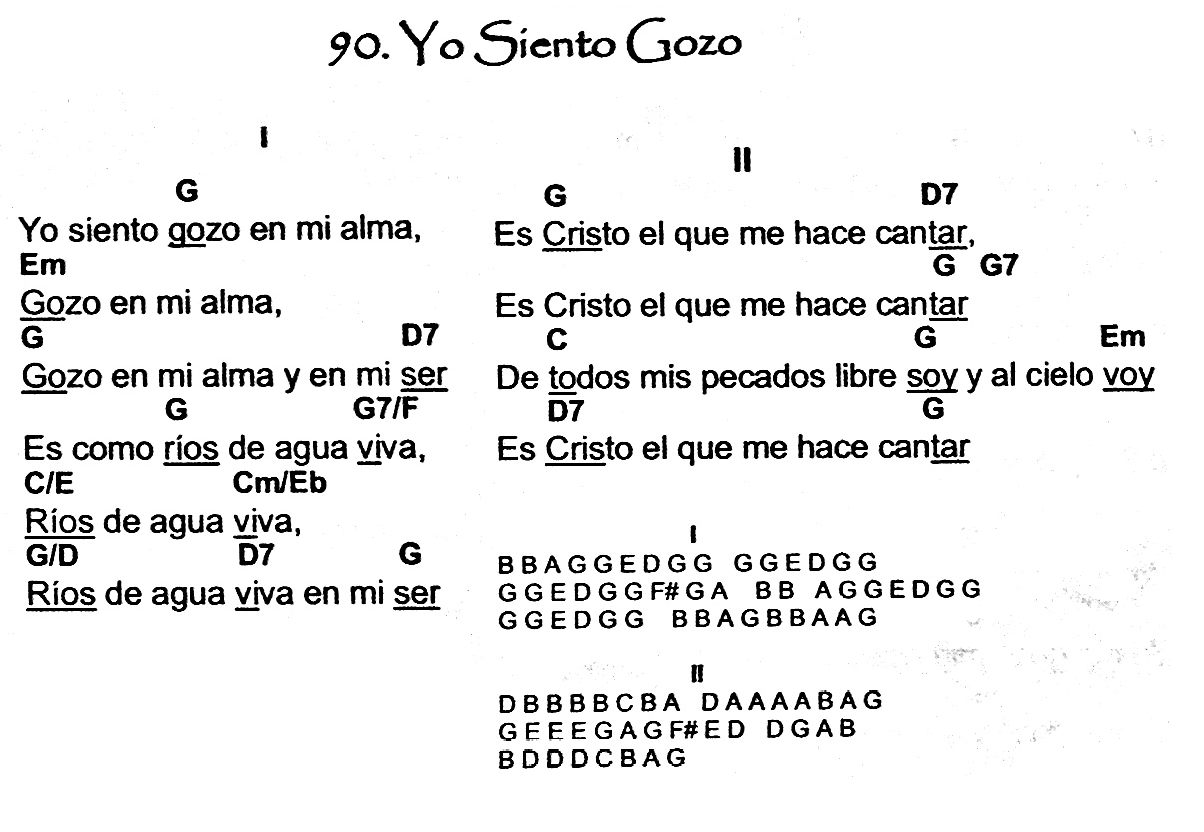 90. Yo Siento Gozo
I
G
Yo siento gozo en mi alma,
Em
Gozo en mi alma,
G D7
Gozo en mi alma y en mi ser
G G7/F
Es como ríos de agua viva,
C/E Cm/Eb
Ríos de agua viva,
G/D D7 G
Ríos de agua viva en mi ser
II
G D7
Es Cristo el que me hace cantar,
G G7
Es Cristo el que me hace cantar
C G Em
De todos mis pecados libre soy y al cielo voy
D7 G
Es Cristo el que me hace cantar
I
B B A G G E D G G G G E D G G
G G E D G G F# G A B B A G G E D G G
G G E D G G B B A G B B A A G
II
D B B B B C B A D A A A A B A G
G E E E G A G F# E D D G A B
B D D D C B A G